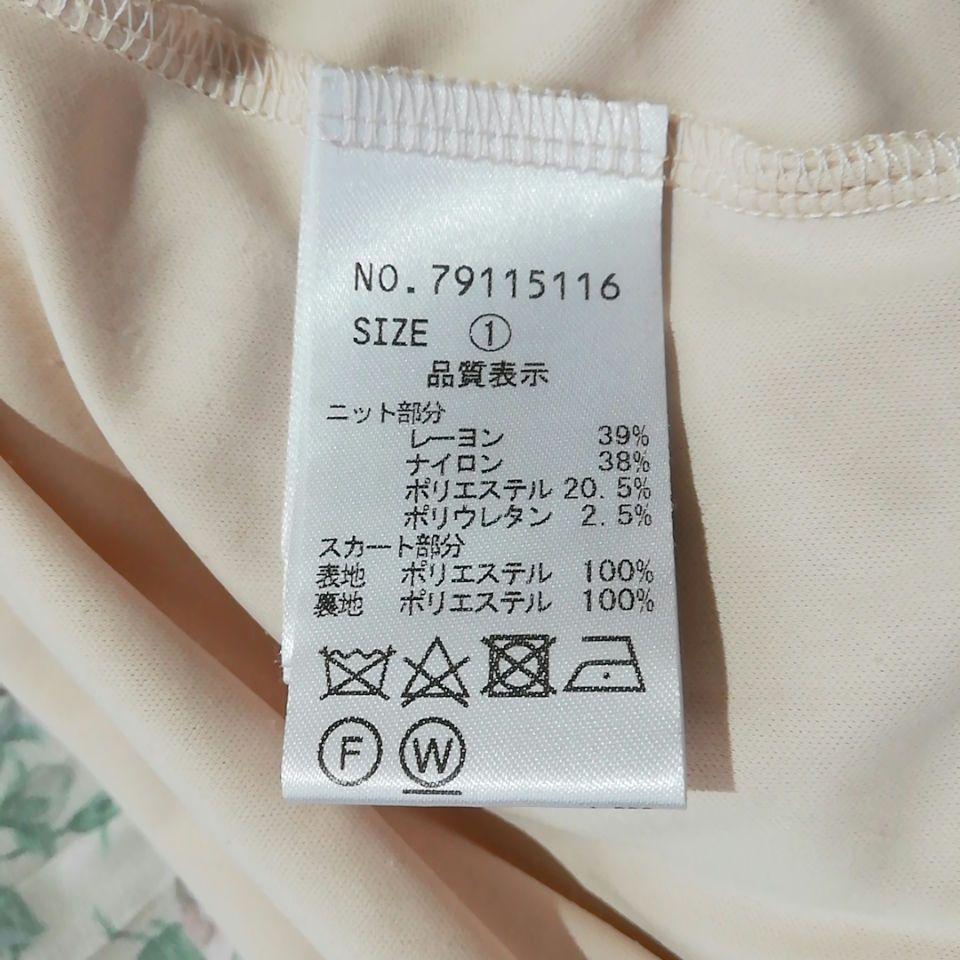 NO.79115116
SIZE ①
品質表示
ニット部分
レーヨン 39%
ナイロン 38%
ポリエステル 20.5%
ポリウレタン 2.5%
スカート部分
表地 ポリエステル 100%
裏地 ポリエステル 100%
F W